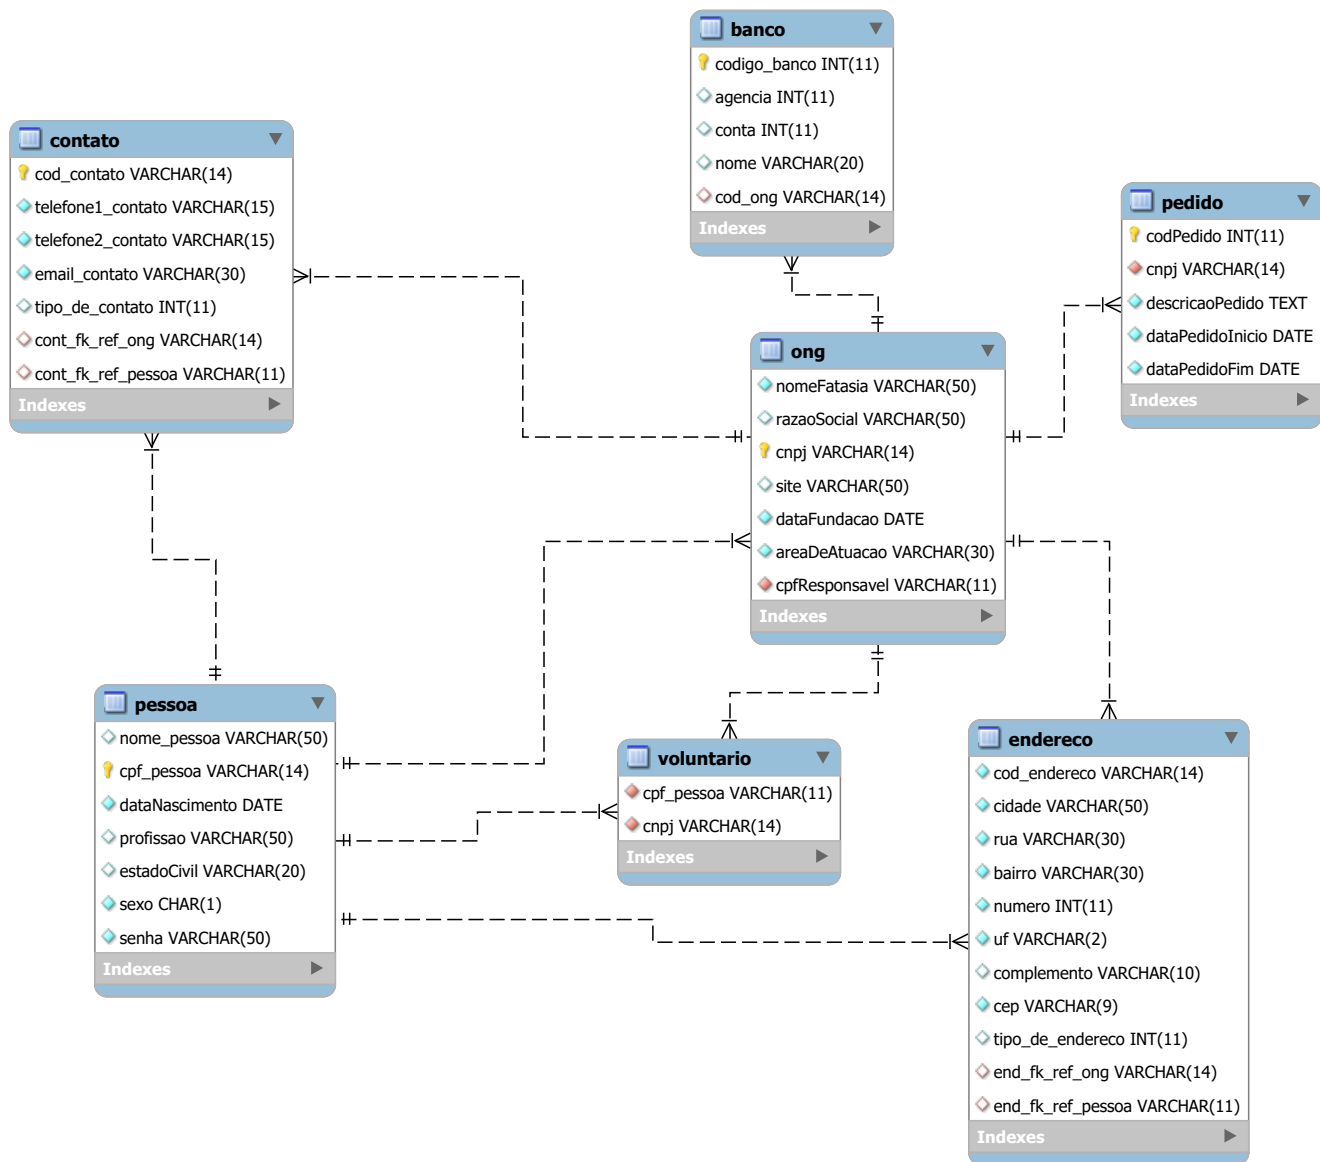 banco
codigo_banco INT(11)
agencia INT(11)
conta INT(11)
nome VARCHAR(20)
cod_ong VARCHAR(14)
Indexes
contato
cod_contato VARCHAR(14)
telefone1_contato VARCHAR(15)
telefone2_contato VARCHAR(15)
email_contato VARCHAR(30)
tipo_de_contato INT(11)
cont_fk_ref_ong VARCHAR(14)
cont_fk_ref_pessoa VARCHAR(11)
Indexes
pedido
codPedido INT(11)
cnpj VARCHAR(14)
descricaoPedido TEXT
dataPedidoInicio DATE
dataPedidoFim DATE
Indexes
ong
nomeFatasia VARCHAR(50)
razaoSocial VARCHAR(50)
cnpj VARCHAR(14)
site VARCHAR(50)
dataFundacao DATE
areaDeAtuacao VARCHAR(30)
cpfResponsavel VARCHAR(11)
Indexes
pessoa
nome_pessoa VARCHAR(50)
cpf_pessoa VARCHAR(14)
dataNascimento DATE
profissao VARCHAR(50)
estadoCivil VARCHAR(20)
sexo CHAR(1)
senha VARCHAR(50)
Indexes
voluntario
cpf_pessoa VARCHAR(11)
cnpj VARCHAR(14)
Indexes
endereco
cod_endereco VARCHAR(14)
cidade VARCHAR(50)
rua VARCHAR(30)
bairro VARCHAR(30)
numero INT(11)
uf VARCHAR(2)
complemento VARCHAR(10)
cep VARCHAR(9)
tipo_de_endereco INT(11)
end_fk_ref_ong VARCHAR(14)
end_fk_ref_pessoa VARCHAR(11)
Indexes